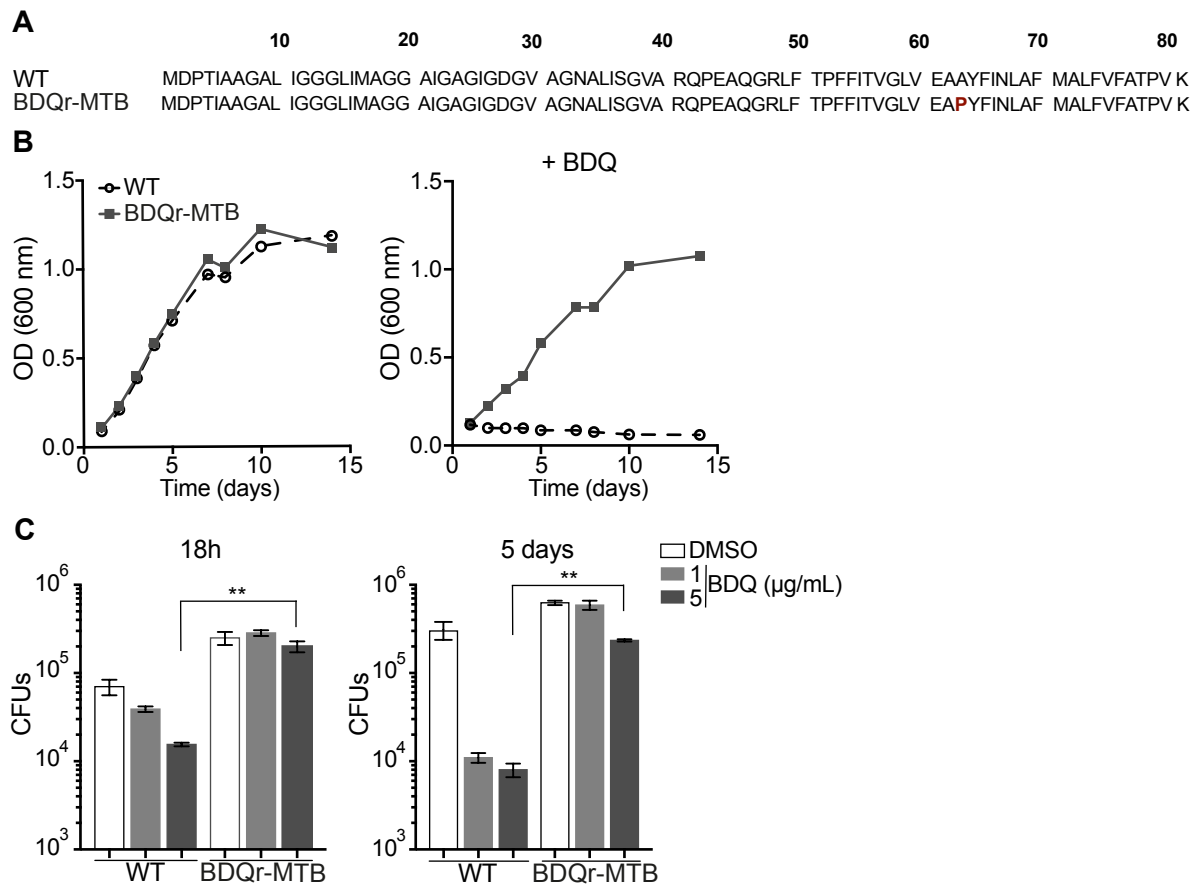 A
10 20 30 40 50 60 70 80
WT MDPTIAAGAL IGGGLIMAGG AIGAGIGDGV AGNALISGVA RQPEAQGRLF TPFFITVGLV EAAYFINLAF MALFVFATPV K
BDQr-MTB MDPTIAAGAL IGGGLIMAGG AIGAGIGDGV AGNALISGVA RQPEAQGRLF TPFFITVGLV EAPYFINLAF MALFVFATPV K
B
+ BDQ
WT
BDQr-MTB
OD (600 nm)
1.5
1.0
0.5
0.0
0 5 10 15
Time (days)
OD (600 nm)
1.5
1.0
0.5
0.0
0 5 10 15
Time (days)
C
18h
CFUs
10⁶
10⁵
10⁴
10³
**
WT BDQr-MTB
5 days
CFUs
10⁶
10⁵
10⁴
10³
**
WT BDQr-MTB
DMSO
1
5
BDQ (µg/mL)